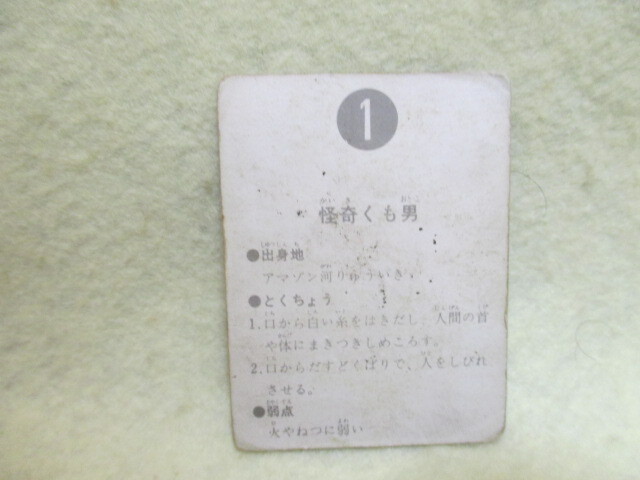 1
怪奇くも男
●出身地
アマゾン河りゅういき
●とくちょう
1.口から白い糸をはきだし、人間の首
や体にまきつきしめころす。
2.口からだすどくばりで、人をしびれ
させる。
●弱点
火やねつに弱い